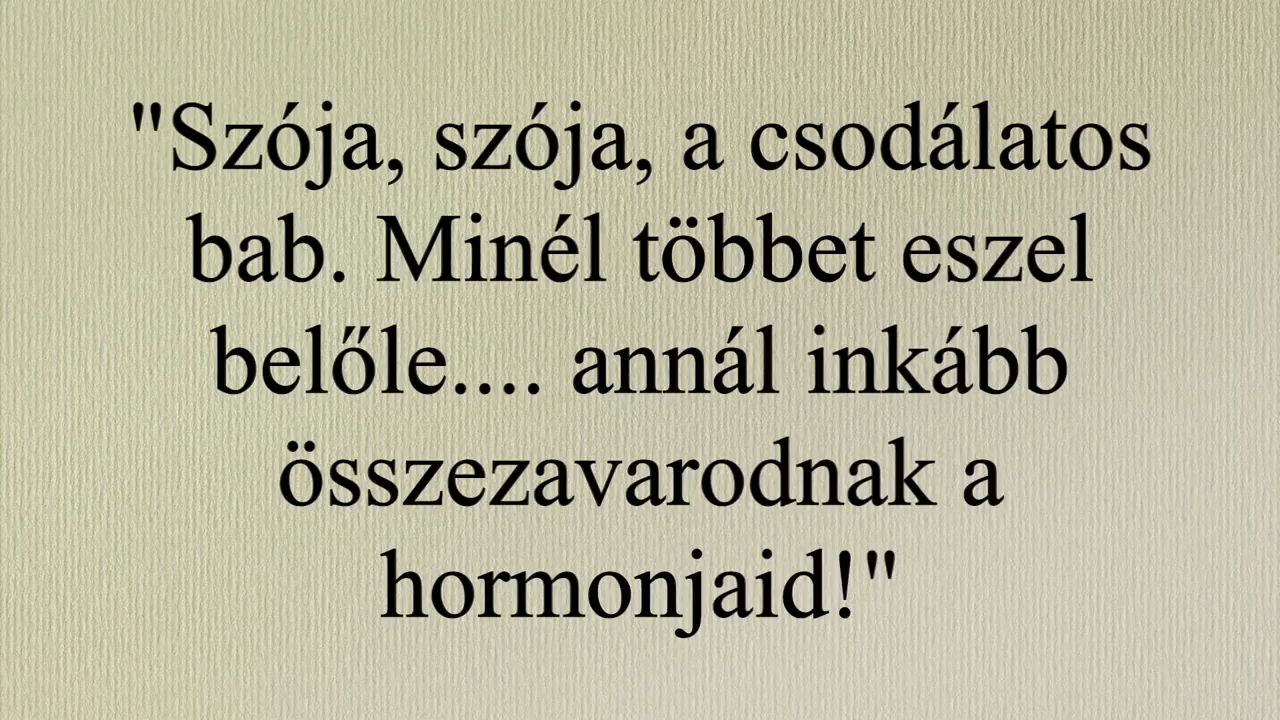 "Szója, szója, a csodálatos
bab. Minél többet eszel
belőle.... annál inkább
összezavarodnak a
hormonjaid!"